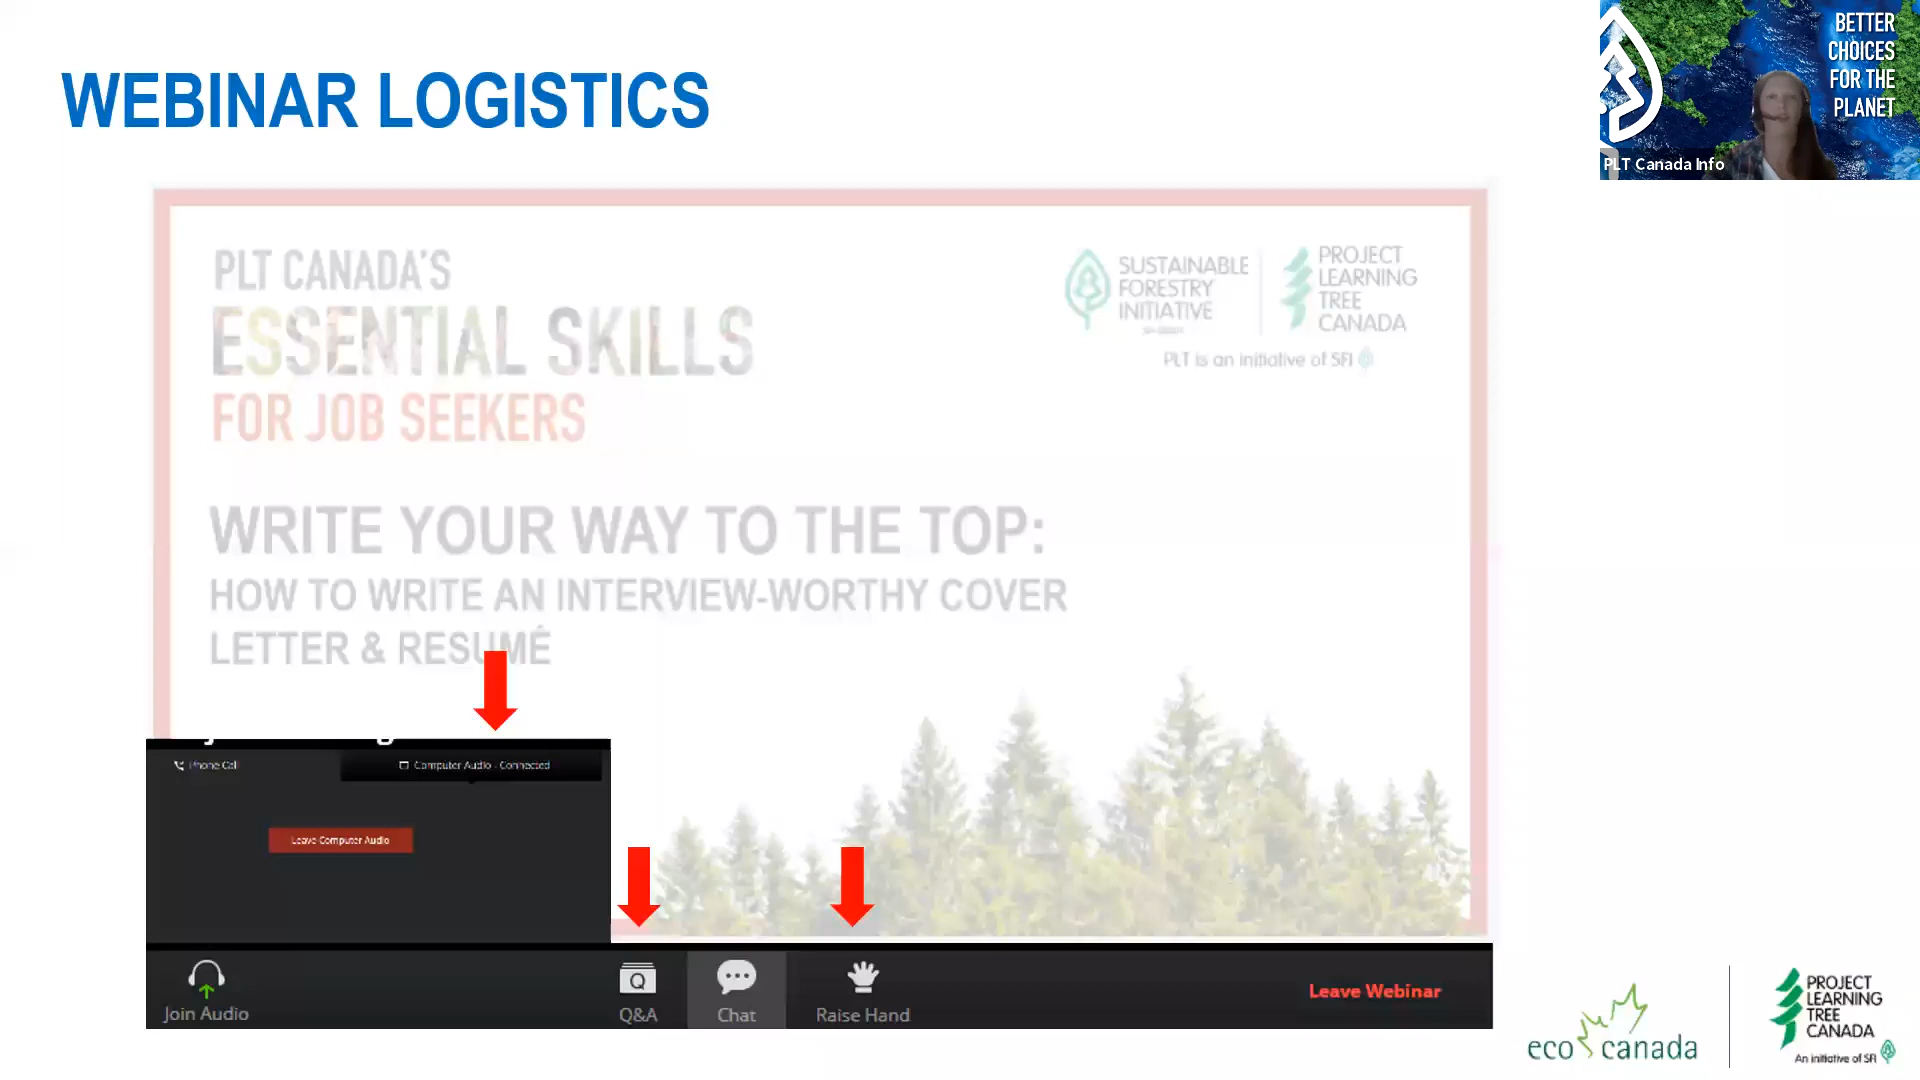 WEBINAR LOGISTICS
BETTER
CHOICES
FOR THE
PLANET
PLT Canada Info
PLT CANADA'S
ESSENTIAL SKILLS
FOR JOB SEEKERS
SUSTAINABLE
FORESTRY
INITIATIVE
PROJECT
LEARNING
TREE
CANADA
PLT is an initiative of SFI
WRITE YOUR WAY TO THE TOP:
HOW TO WRITE AN INTERVIEW-WORTHY COVER
LETTER & RESUMÉ
Phone Call
Computer Audio - Connected
Leave Computer Audio
Join Audio
Q&A
Chat
Raise Hand
Leave Webinar
eco canada
PROJECT
LEARNING
TREE
CANADA
An initiative of SFI